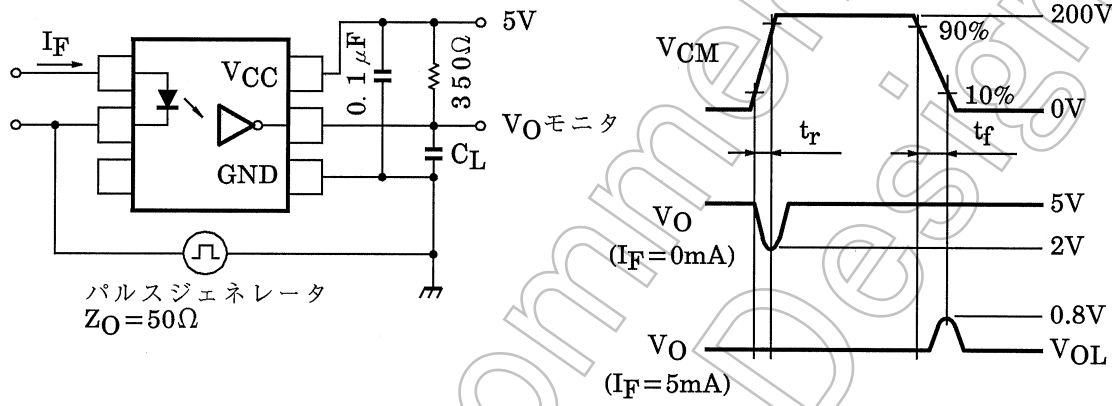 IF
VCC
GND
0.1μF
350Ω
5V
VOモニタ
CL
パルスジェネレータ
ZO=50Ω
VCM
200V
90%
10%
0V
tr
tf
VO
(IF=0mA)
5V
2V
0.8V
VO
(IF=5mA)
VOL
ommen
Design